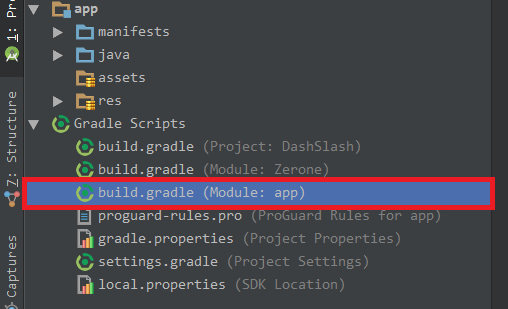 app
manifests
java
assets
res
Gradle Scripts
build.gradle (Project: DashSlash)
build.gradle (Module: Zerone)
build.gradle (Module: app)
proguard-rules.pro (ProGuard Rules for app)
gradle.properties (Project Properties)
settings.gradle (Project Settings)
local.properties (SDK Location)
1: Pro
Z: Structure
Captures